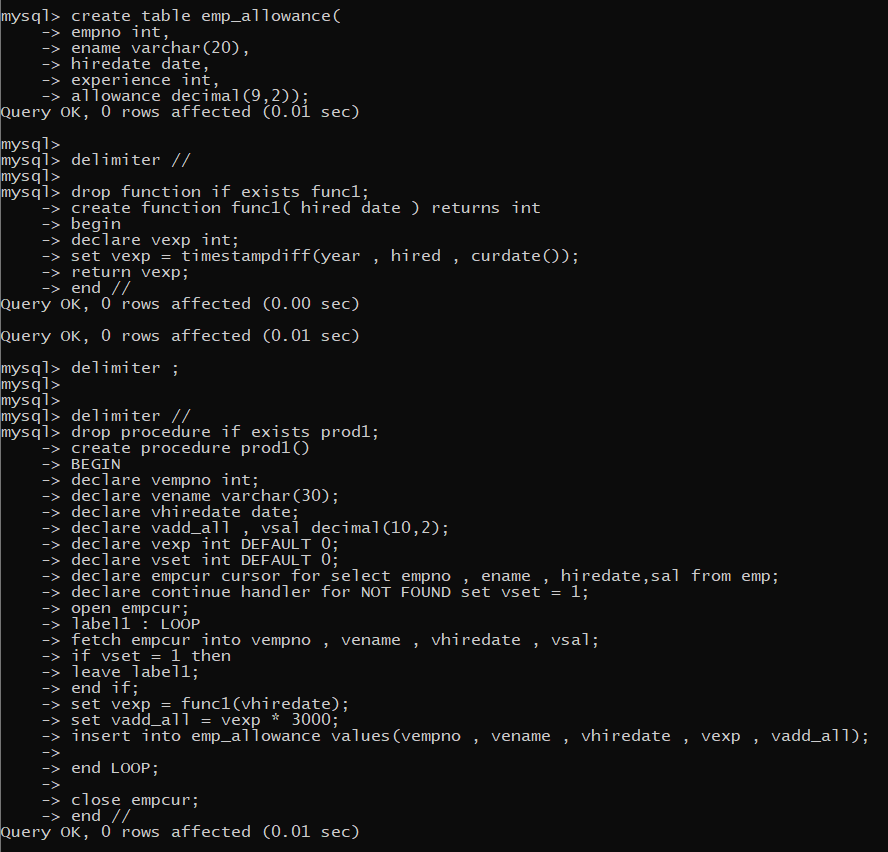 mysql> create table emp_allowance(
    -> empno int,
    -> ename varchar(20),
    -> hiredate date,
    -> experience int,
    -> allowance decimal(9,2));
Query OK, 0 rows affected (0.01 sec)

mysql>
mysql> delimiter //
mysql>
mysql> drop function if exists func1;
    -> create function func1( hired date ) returns int
    -> begin
    -> declare vexp int;
    -> set vexp = timestampdiff(year , hired , curdate());
    -> return vexp;
    -> end //
Query OK, 0 rows affected (0.00 sec)

Query OK, 0 rows affected (0.01 sec)

mysql> delimiter ;
mysql>
mysql>
mysql> delimiter //
mysql> drop procedure if exists prod1;
    -> create procedure prod1()
    -> BEGIN
    -> declare vempno int;
    -> declare vename varchar(30);
    -> declare vhiredate date;
    -> declare vadd_all , vsal decimal(10,2);
    -> declare vexp int DEFAULT 0;
    -> declare vset int DEFAULT 0;
    -> declare empcur cursor for select empno , ename , hiredate,sal from emp;
    -> declare continue handler for NOT FOUND set vset = 1;
    -> open empcur;
    -> label1 : LOOP
    -> fetch empcur into vempno , vename , vhiredate , vsal;
    -> if vset = 1 then
    -> leave label1;
    -> end if;
    -> set vexp = func1(vhiredate);
    -> set vadd_all = vexp * 3000;
    -> insert into emp_allowance values(vempno , vename , vhiredate , vexp , vadd_all);
    ->
    -> end LOOP;
    ->
    -> close empcur;
    -> end //
Query OK, 0 rows affected (0.01 sec)